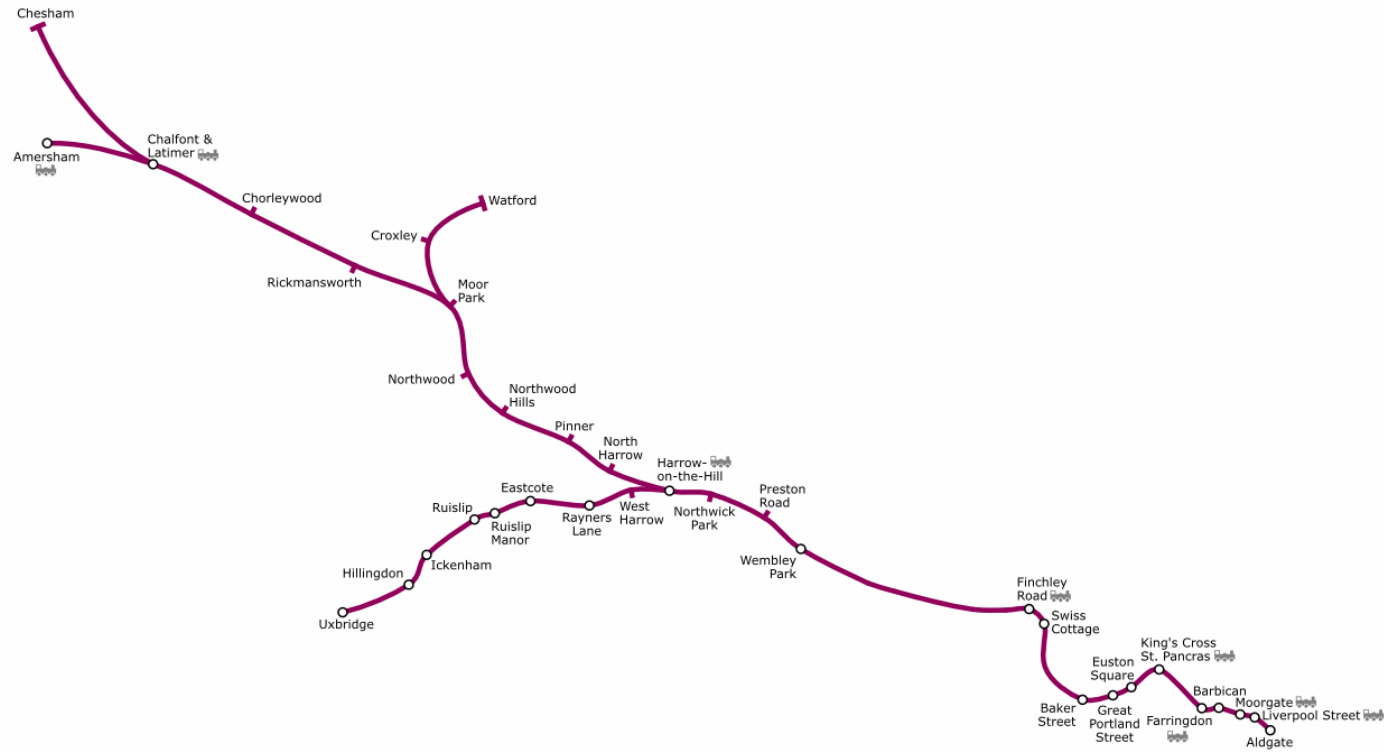 Chesham
Chalfont &
Latimer
Amersham
Chorleywood
Watford
Croxley
Rickmansworth
Moor
Park
Northwood
Northwood
Hills
Pinner
North
Harrow
Harrow-
on-the-Hill
Eastcote
Preston
Road
Ruislip
Ruislip
Manor
Rayners
Lane
West
Harrow
Northwick
Park
Ickenham
Hillingdon
Wembley
Park
Uxbridge
Finchley
Road
Swiss
Cottage
King's Cross
St. Pancras
Euston
Square
Barbican
Baker
Street
Great
Portland
Street
Farringdon
Moorgate
Liverpool Street
Aldgate